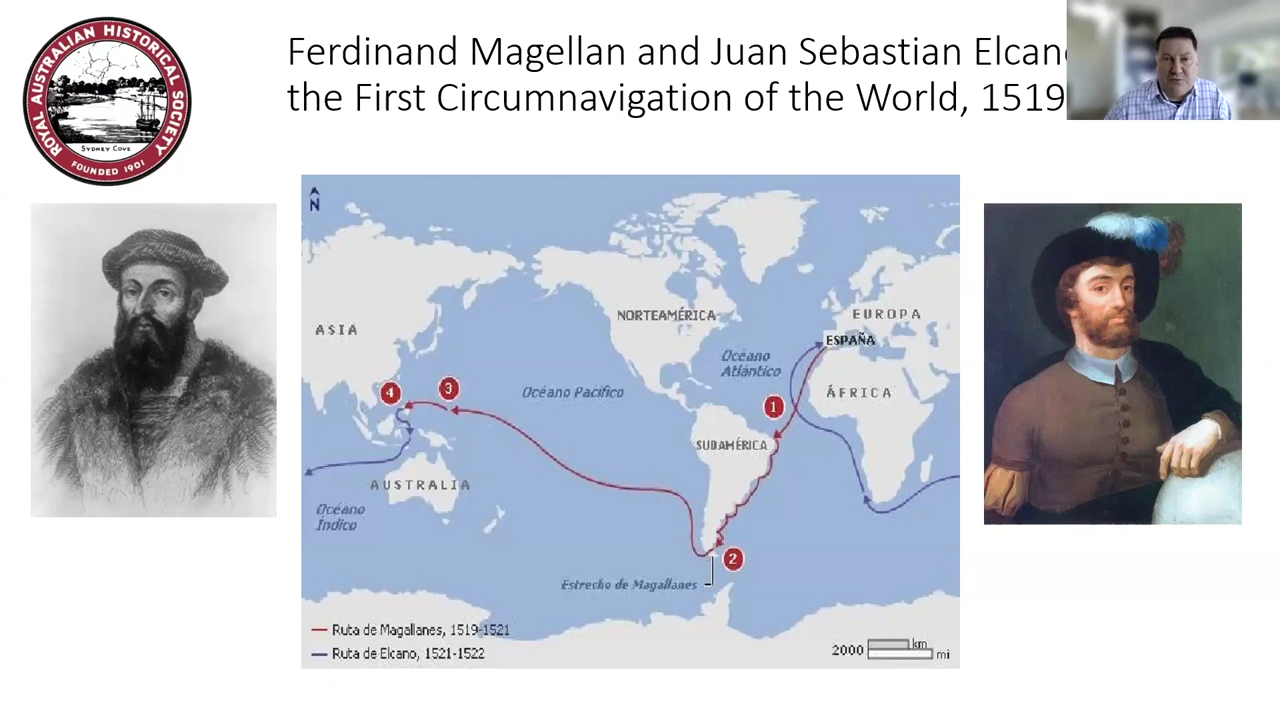 ROYAL AUSTRALIAN HISTORICAL SOCIETY
SYDNEY COVE
FOUNDED 1901
Ferdinand Magellan and Juan Sebastian Elcano
the First Circumnavigation of the World, 1519
N
ASIA
NORTEAMÉRICA
EUROPA
ESPAÑA
Océano
Atlántico
Océano Pacífico
ÁFRICA
4
3
1
SUDAMÉRICA
AUSTRALIA
Océano
Índico
2
Estrecho de Magallanes
Ruta de Magallanes, 1519-1521
Ruta de Elcano, 1521-1522
2000 km
mi